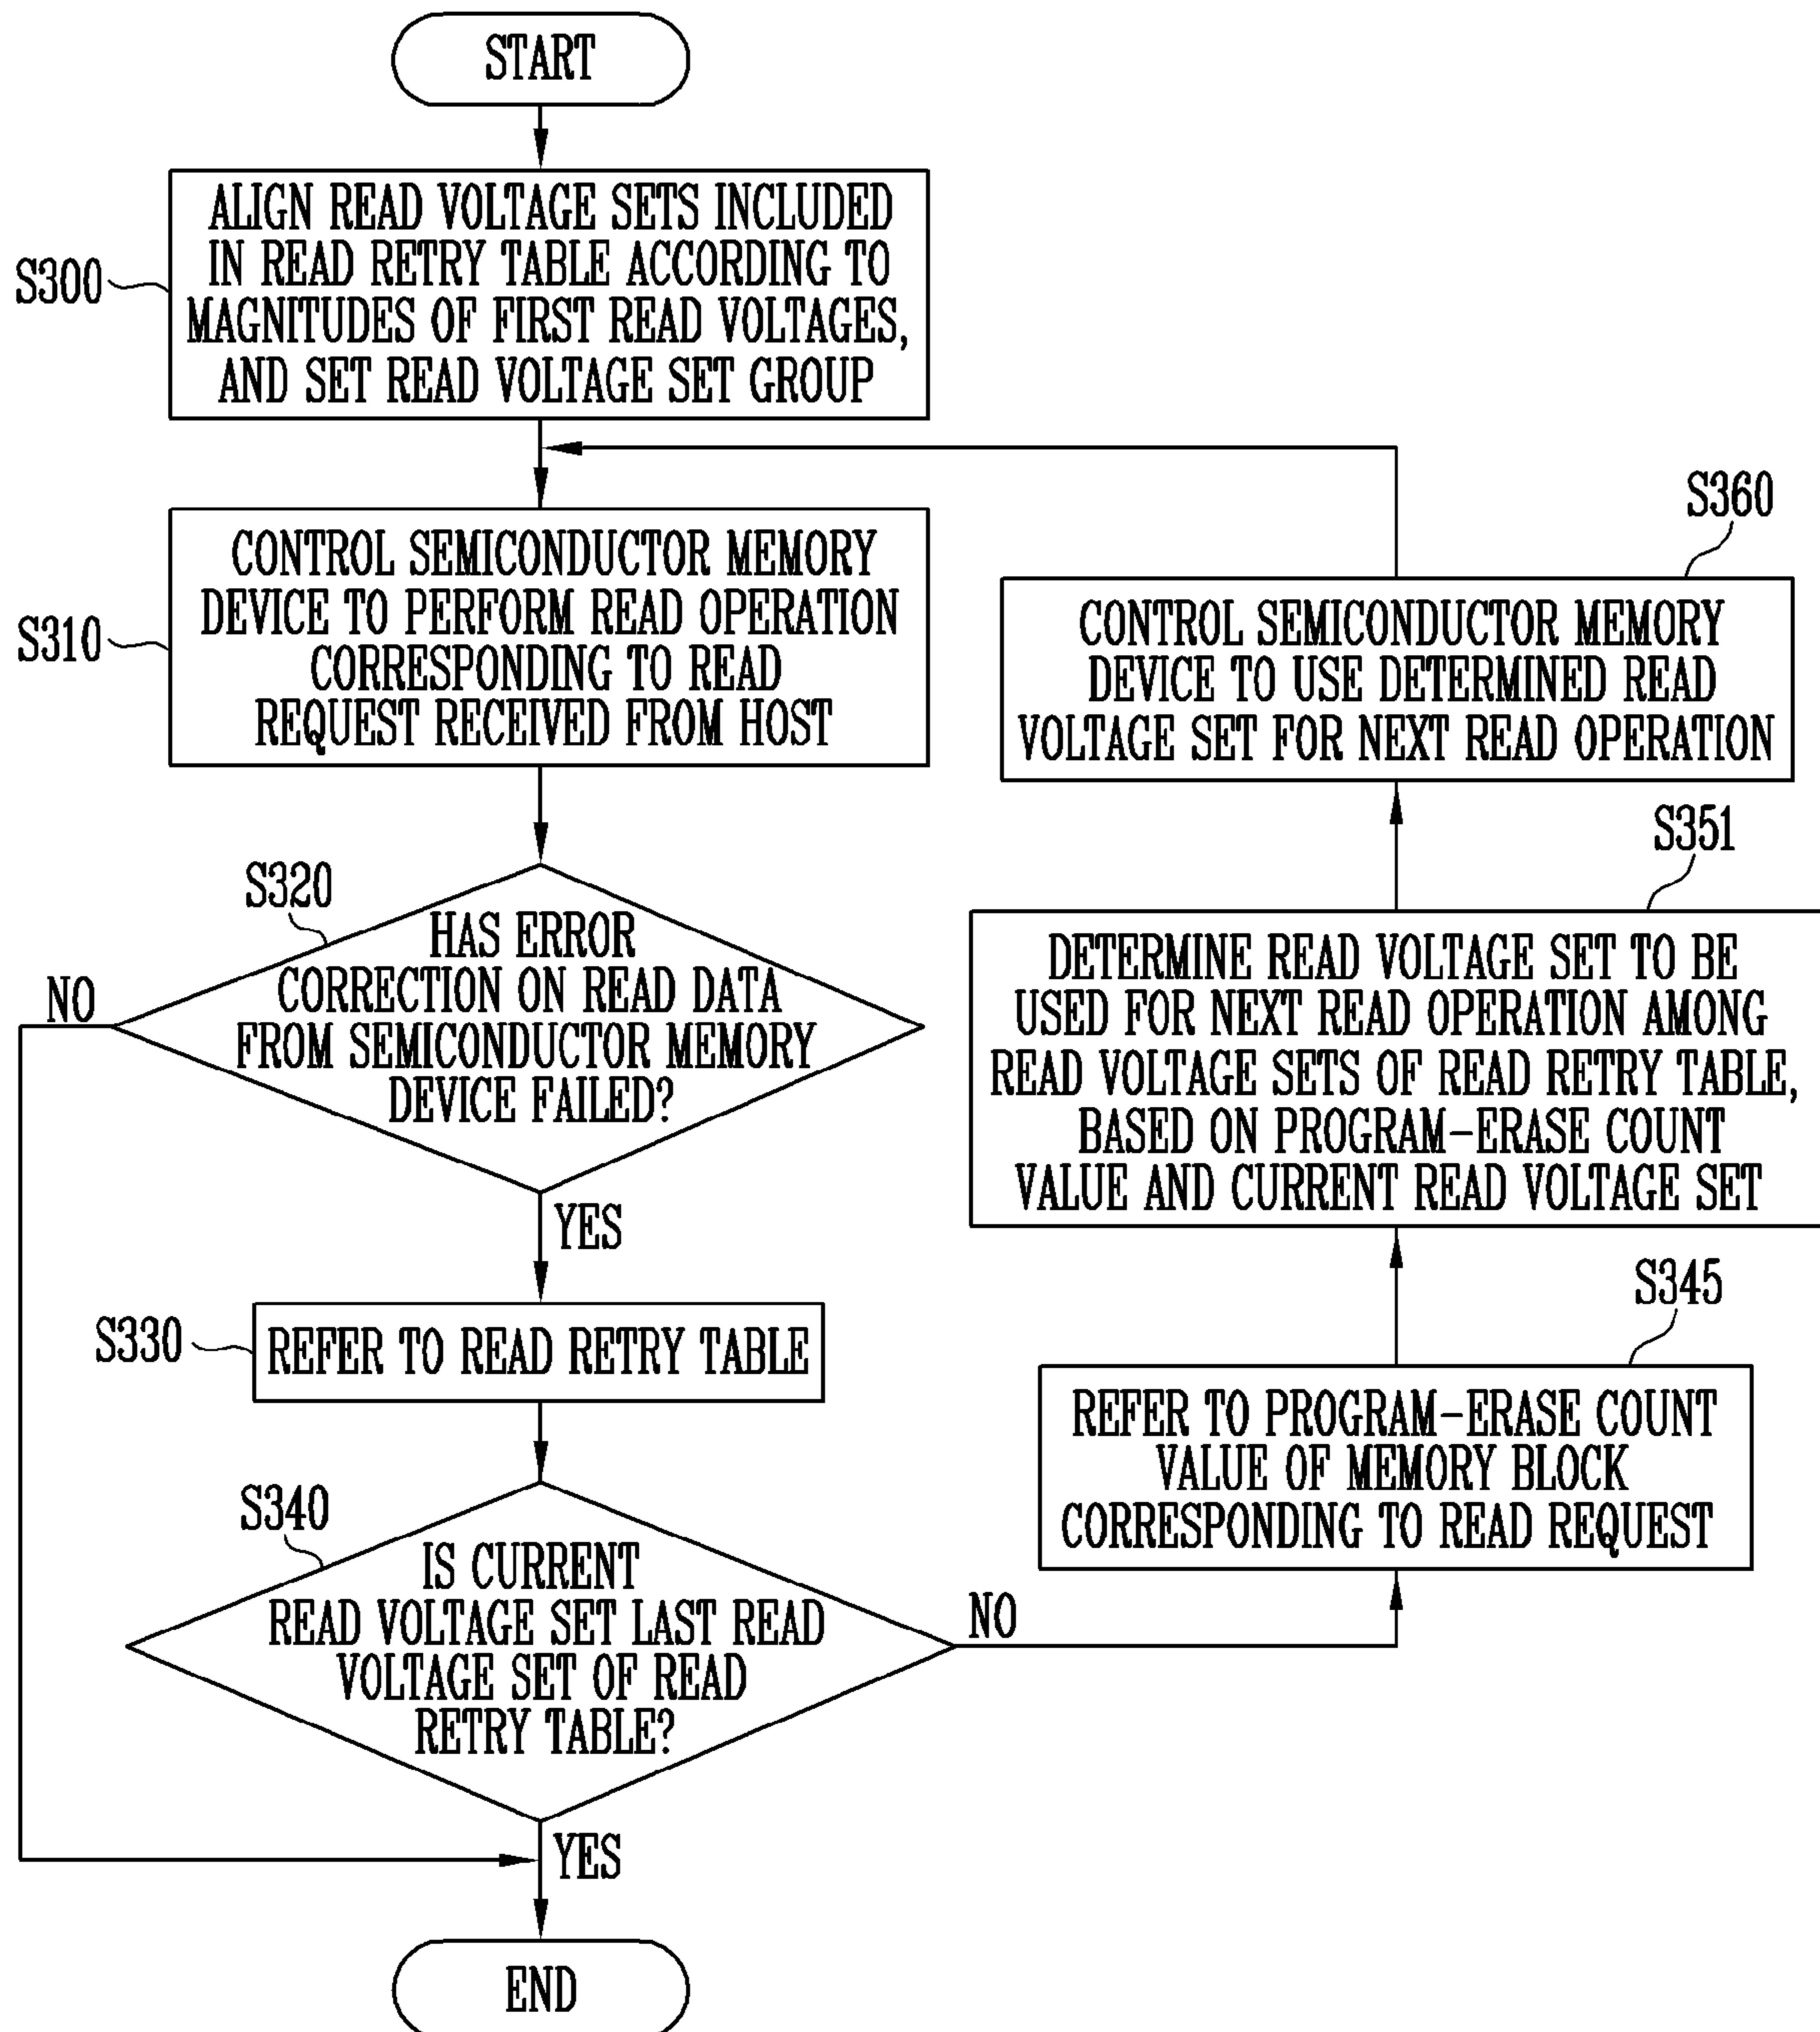 START
S300
ALIGN READ VOLTAGE SETS INCLUDED
IN READ RETRY TABLE ACCORDING TO
MAGNITUDES OF FIRST READ VOLTAGES,
AND SET READ VOLTAGE SET GROUP
S310
CONTROL SEMICONDUCTOR MEMORY
DEVICE TO PERFORM READ OPERATION
CORRESPONDING TO READ
REQUEST RECEIVED FROM HOST
S320
HAS ERROR
CORRECTION ON READ DATA
FROM SEMICONDUCTOR MEMORY
DEVICE FAILED?
NO
YES
S330
REFER TO READ RETRY TABLE
S340
IS CURRENT
READ VOLTAGE SET LAST READ
VOLTAGE SET OF READ
RETRY TABLE?
NO
YES
S345
REFER TO PROGRAM-ERASE COUNT
VALUE OF MEMORY BLOCK
CORRESPONDING TO READ REQUEST
S351
DETERMINE READ VOLTAGE SET TO BE
USED FOR NEXT READ OPERATION AMONG
READ VOLTAGE SETS OF READ RETRY TABLE,
BASED ON PROGRAM-ERASE COUNT
VALUE AND CURRENT READ VOLTAGE SET
S360
CONTROL SEMICONDUCTOR MEMORY
DEVICE TO USE DETERMINED READ
VOLTAGE SET FOR NEXT READ OPERATION
END